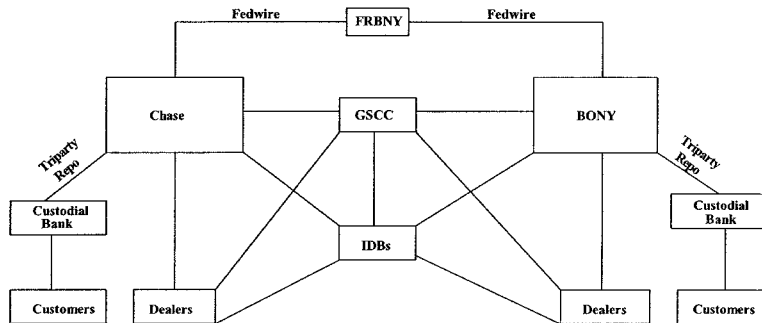 Fedwire
FRBNY
Fedwire
Chase
GSCC
BONY
Triparty
Repo
Triparty
Repo
Custodial
Bank
IDBs
Custodial
Bank
Customers
Dealers
Dealers
Customers